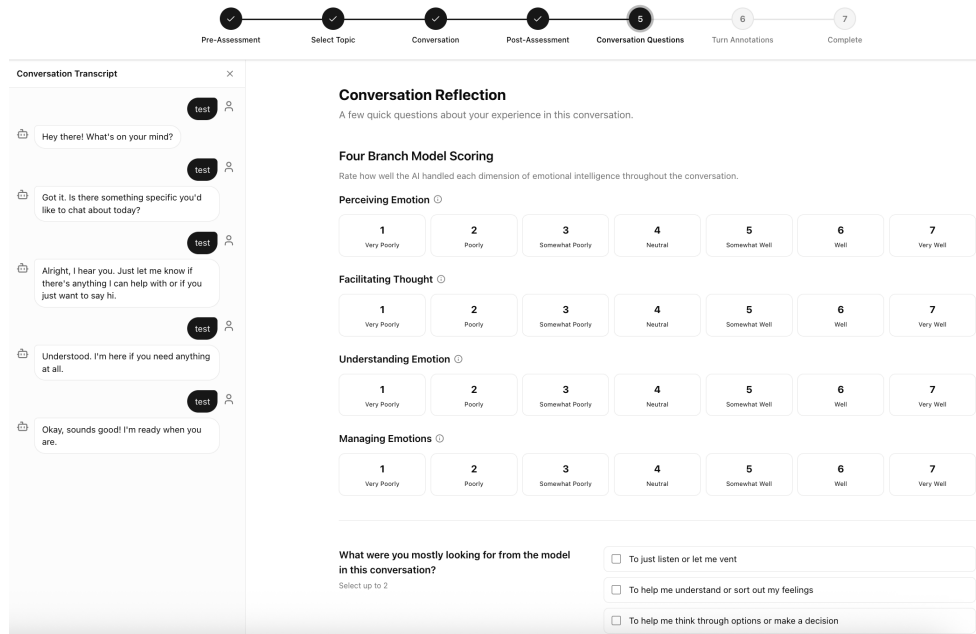 5
6
7
Pre-Assessment
Select Topic
Conversation
Post-Assessment
Conversation Questions
Turn Annotations
Complete
Conversation Transcript
test
Hey there! What's on your mind?
test
Got it. Is there something specific you'd
like to chat about today?
test
Alright, I hear you. Just let me know if
there's anything I can help with or if you
just want to say hi.
test
Understood. I'm here if you need anything
at all.
test
Okay, sounds good! I'm ready when you
are.
Conversation Reflection
A few quick questions about your experience in this conversation.
Four Branch Model Scoring
Rate how well the AI handled each dimension of emotional intelligence throughout the conversation.
Perceiving Emotion
1 2 3 4 5 6 7
Very Poorly Poorly Somewhat Poorly Neutral Somewhat Well Well Very Well
Facilitating Thought
1 2 3 4 5 6 7
Very Poorly Poorly Somewhat Poorly Neutral Somewhat Well Well Very Well
Understanding Emotion
1 2 3 4 5 6 7
Very Poorly Poorly Somewhat Poorly Neutral Somewhat Well Well Very Well
Managing Emotions
1 2 3 4 5 6 7
Very Poorly Poorly Somewhat Poorly Neutral Somewhat Well Well Very Well
What were you mostly looking for from the model
in this conversation?
Select up to 2
To just listen or let me vent
To help me understand or sort out my feelings
To help me think through options or make a decision